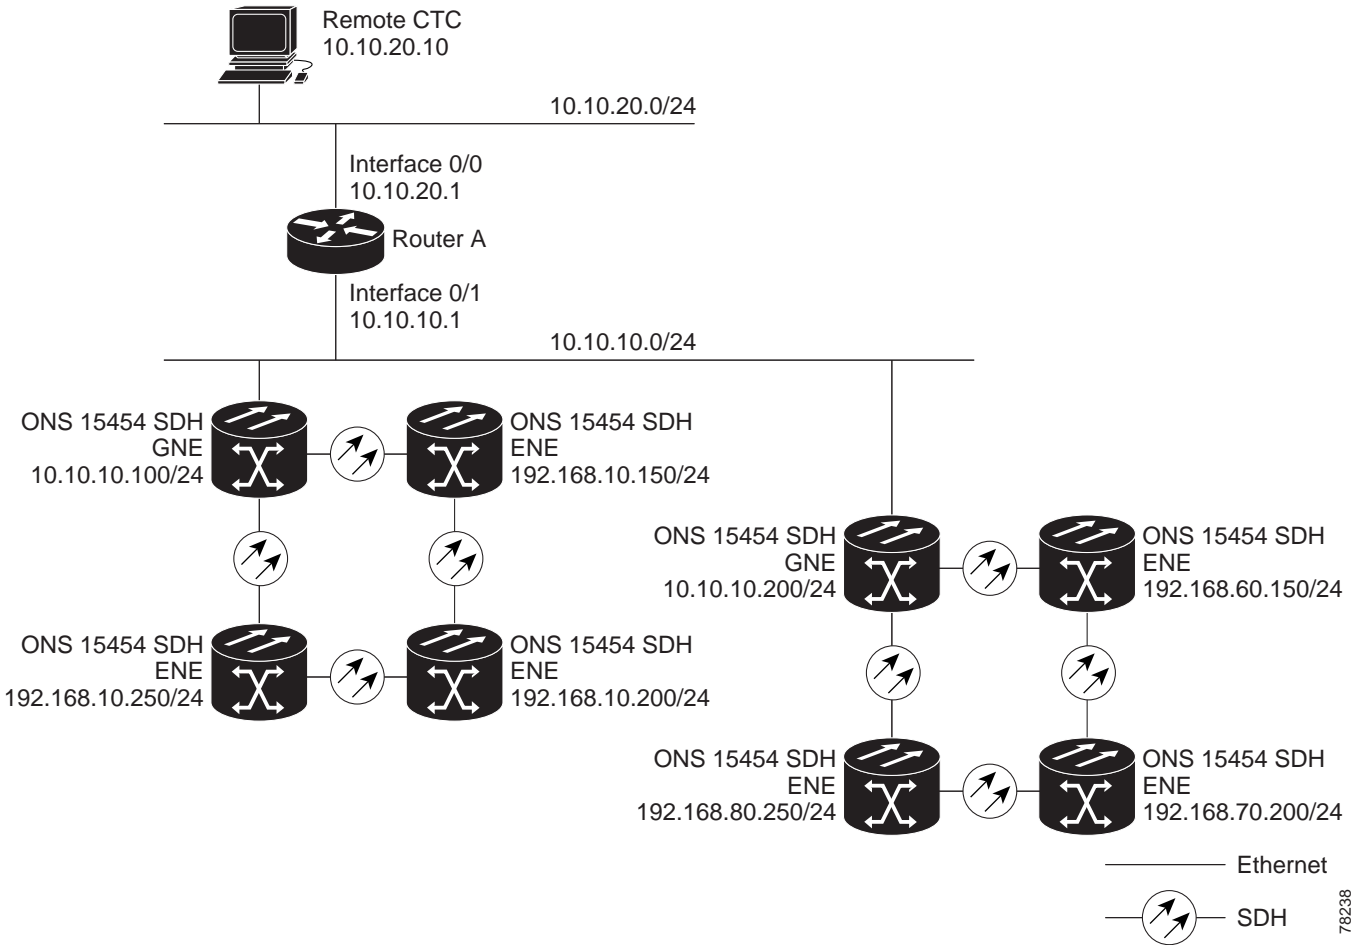 Remote CTC
10.10.20.10
10.10.20.0/24
Interface 0/0
10.10.20.1
Router A
Interface 0/1
10.10.10.1
10.10.10.0/24
ONS 15454 SDH
GNE
10.10.10.100/24
ONS 15454 SDH
ENE
192.168.10.150/24
ONS 15454 SDH
GNE
10.10.10.200/24
ONS 15454 SDH
ENE
192.168.60.150/24
ONS 15454 SDH
ENE
192.168.10.250/24
ONS 15454 SDH
ENE
192.168.10.200/24
ONS 15454 SDH
ENE
192.168.80.250/24
ONS 15454 SDH
ENE
192.168.70.200/24
Ethernet
SDH
78238